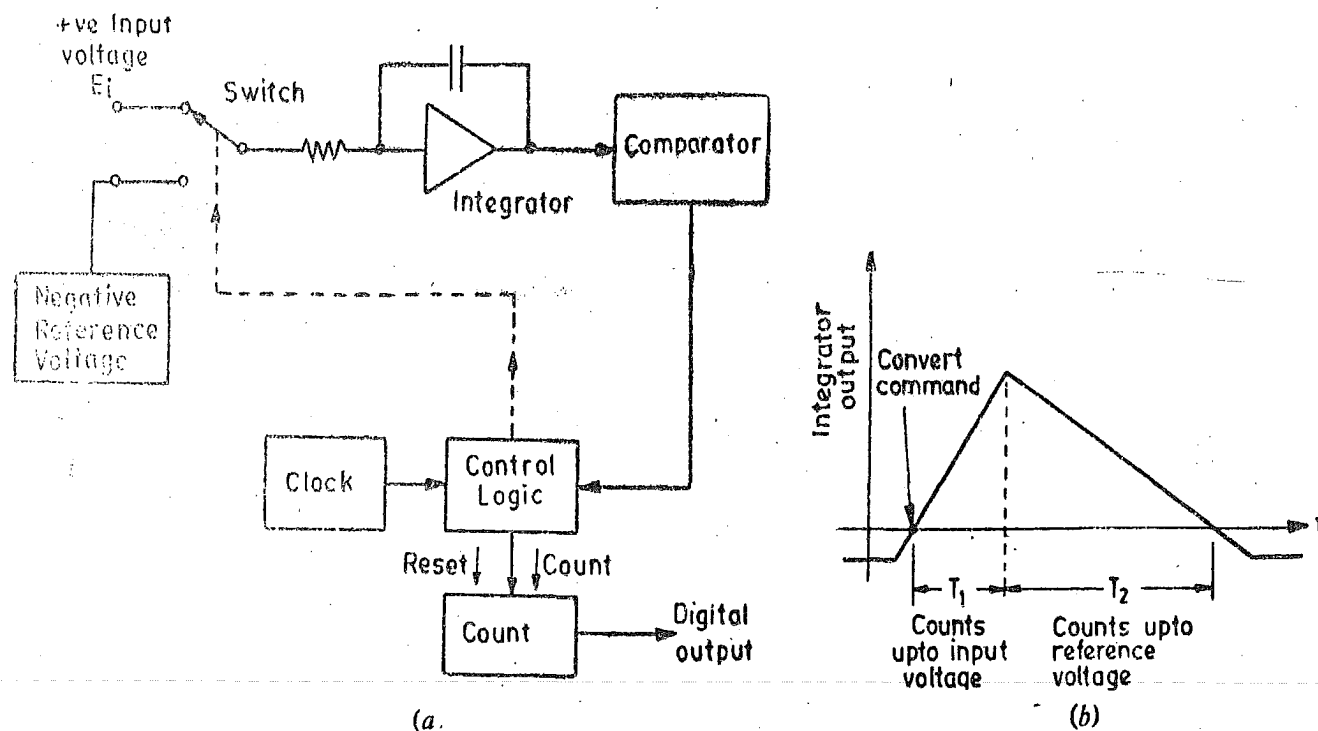 +ve Input
voltage
Ei
Switch
Comparator
Integrator
Negative
Reference
Voltage
Clock
Control
Logic
Reset
Count
Count
Digital
output
(a.
Integrator
output
Convert
command
T
T1
T2
Counts
upto input
voltage
Counts upto
reference
voltage
(b)